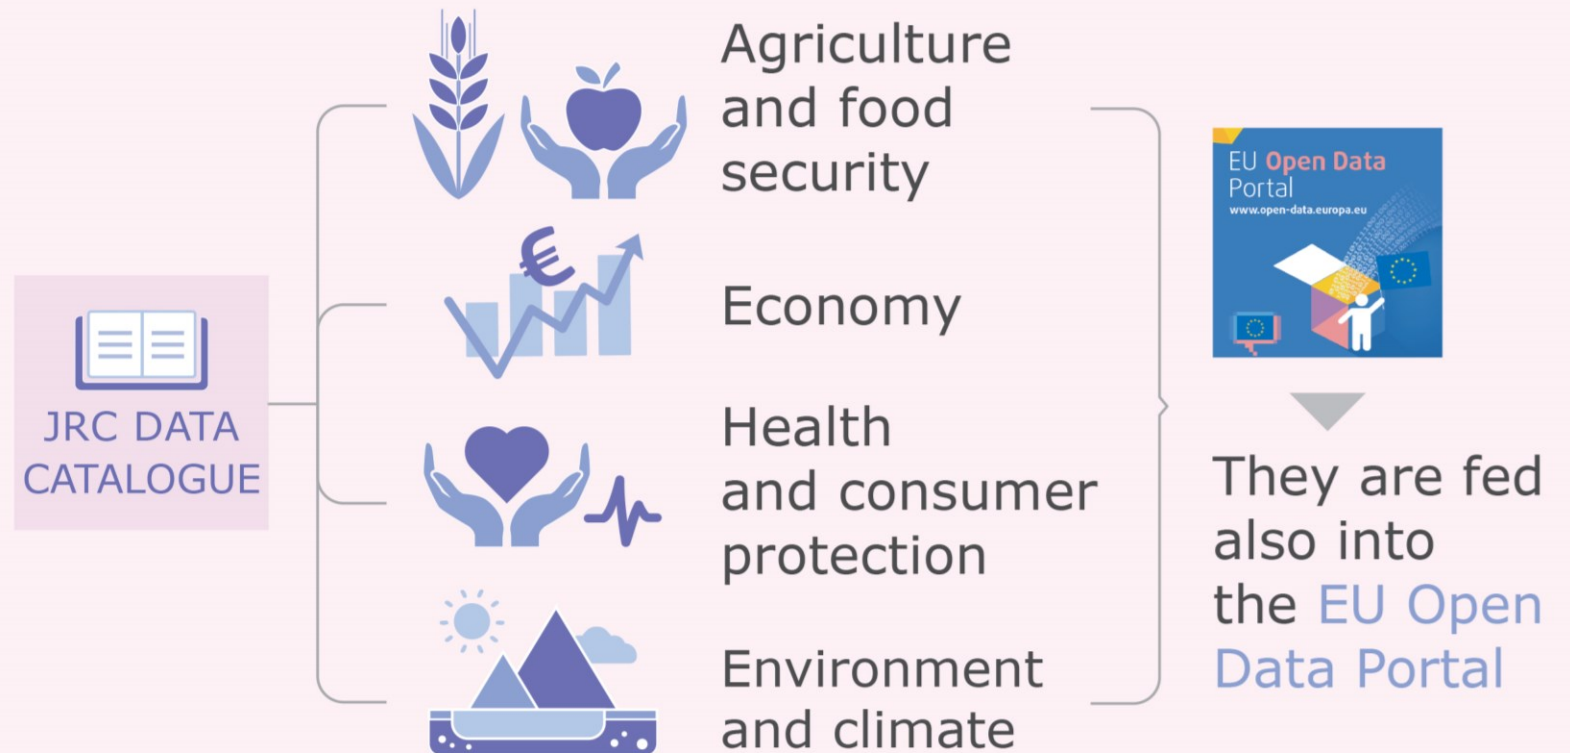 JRC DATA
CATALOGUE
Agriculture
and food
security
€
Economy
Health
and consumer
protection
Environment
and climate
EU Open Data
Portal
www.open-data.europa.eu
They are fed
also into
the EU Open
Data Portal